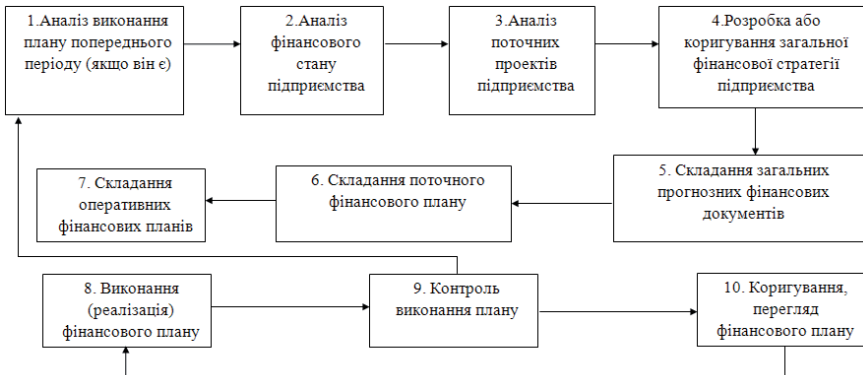 1.Аналіз виконання
плану попереднього
періоду (якщо він є)
2.Аналіз
фінансового
стану
підприємства
3.Аналіз
поточних
проектів
підприємства
4.Розробка або
коригування загальної
фінансової стратегії
підприємства
5. Складання загальних
прогнозних фінансових
документів
6. Складання поточного
фінансового плану
7. Складання
оперативних
фінансових планів
8. Виконання
(реалізація)
фінансового плану
9. Контроль
виконання плану
10. Коригування,
перегляд
фінансового плану